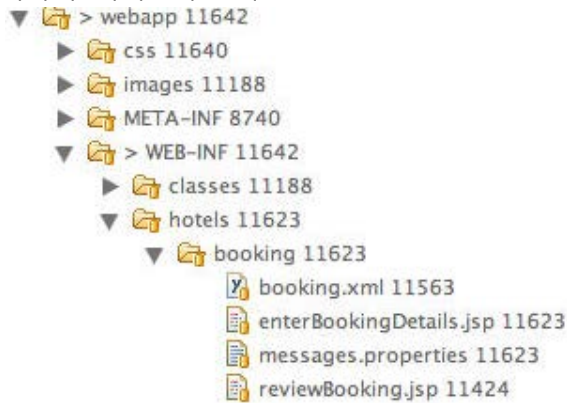 > webapp 11642
css 11640
images 11188
META-INF 8740
> WEB-INF 11642
classes 11188
hotels 11623
booking 11623
booking.xml 11563
enterBookingDetails.jsp 11623
messages.properties 11623
reviewBooking.jsp 11424